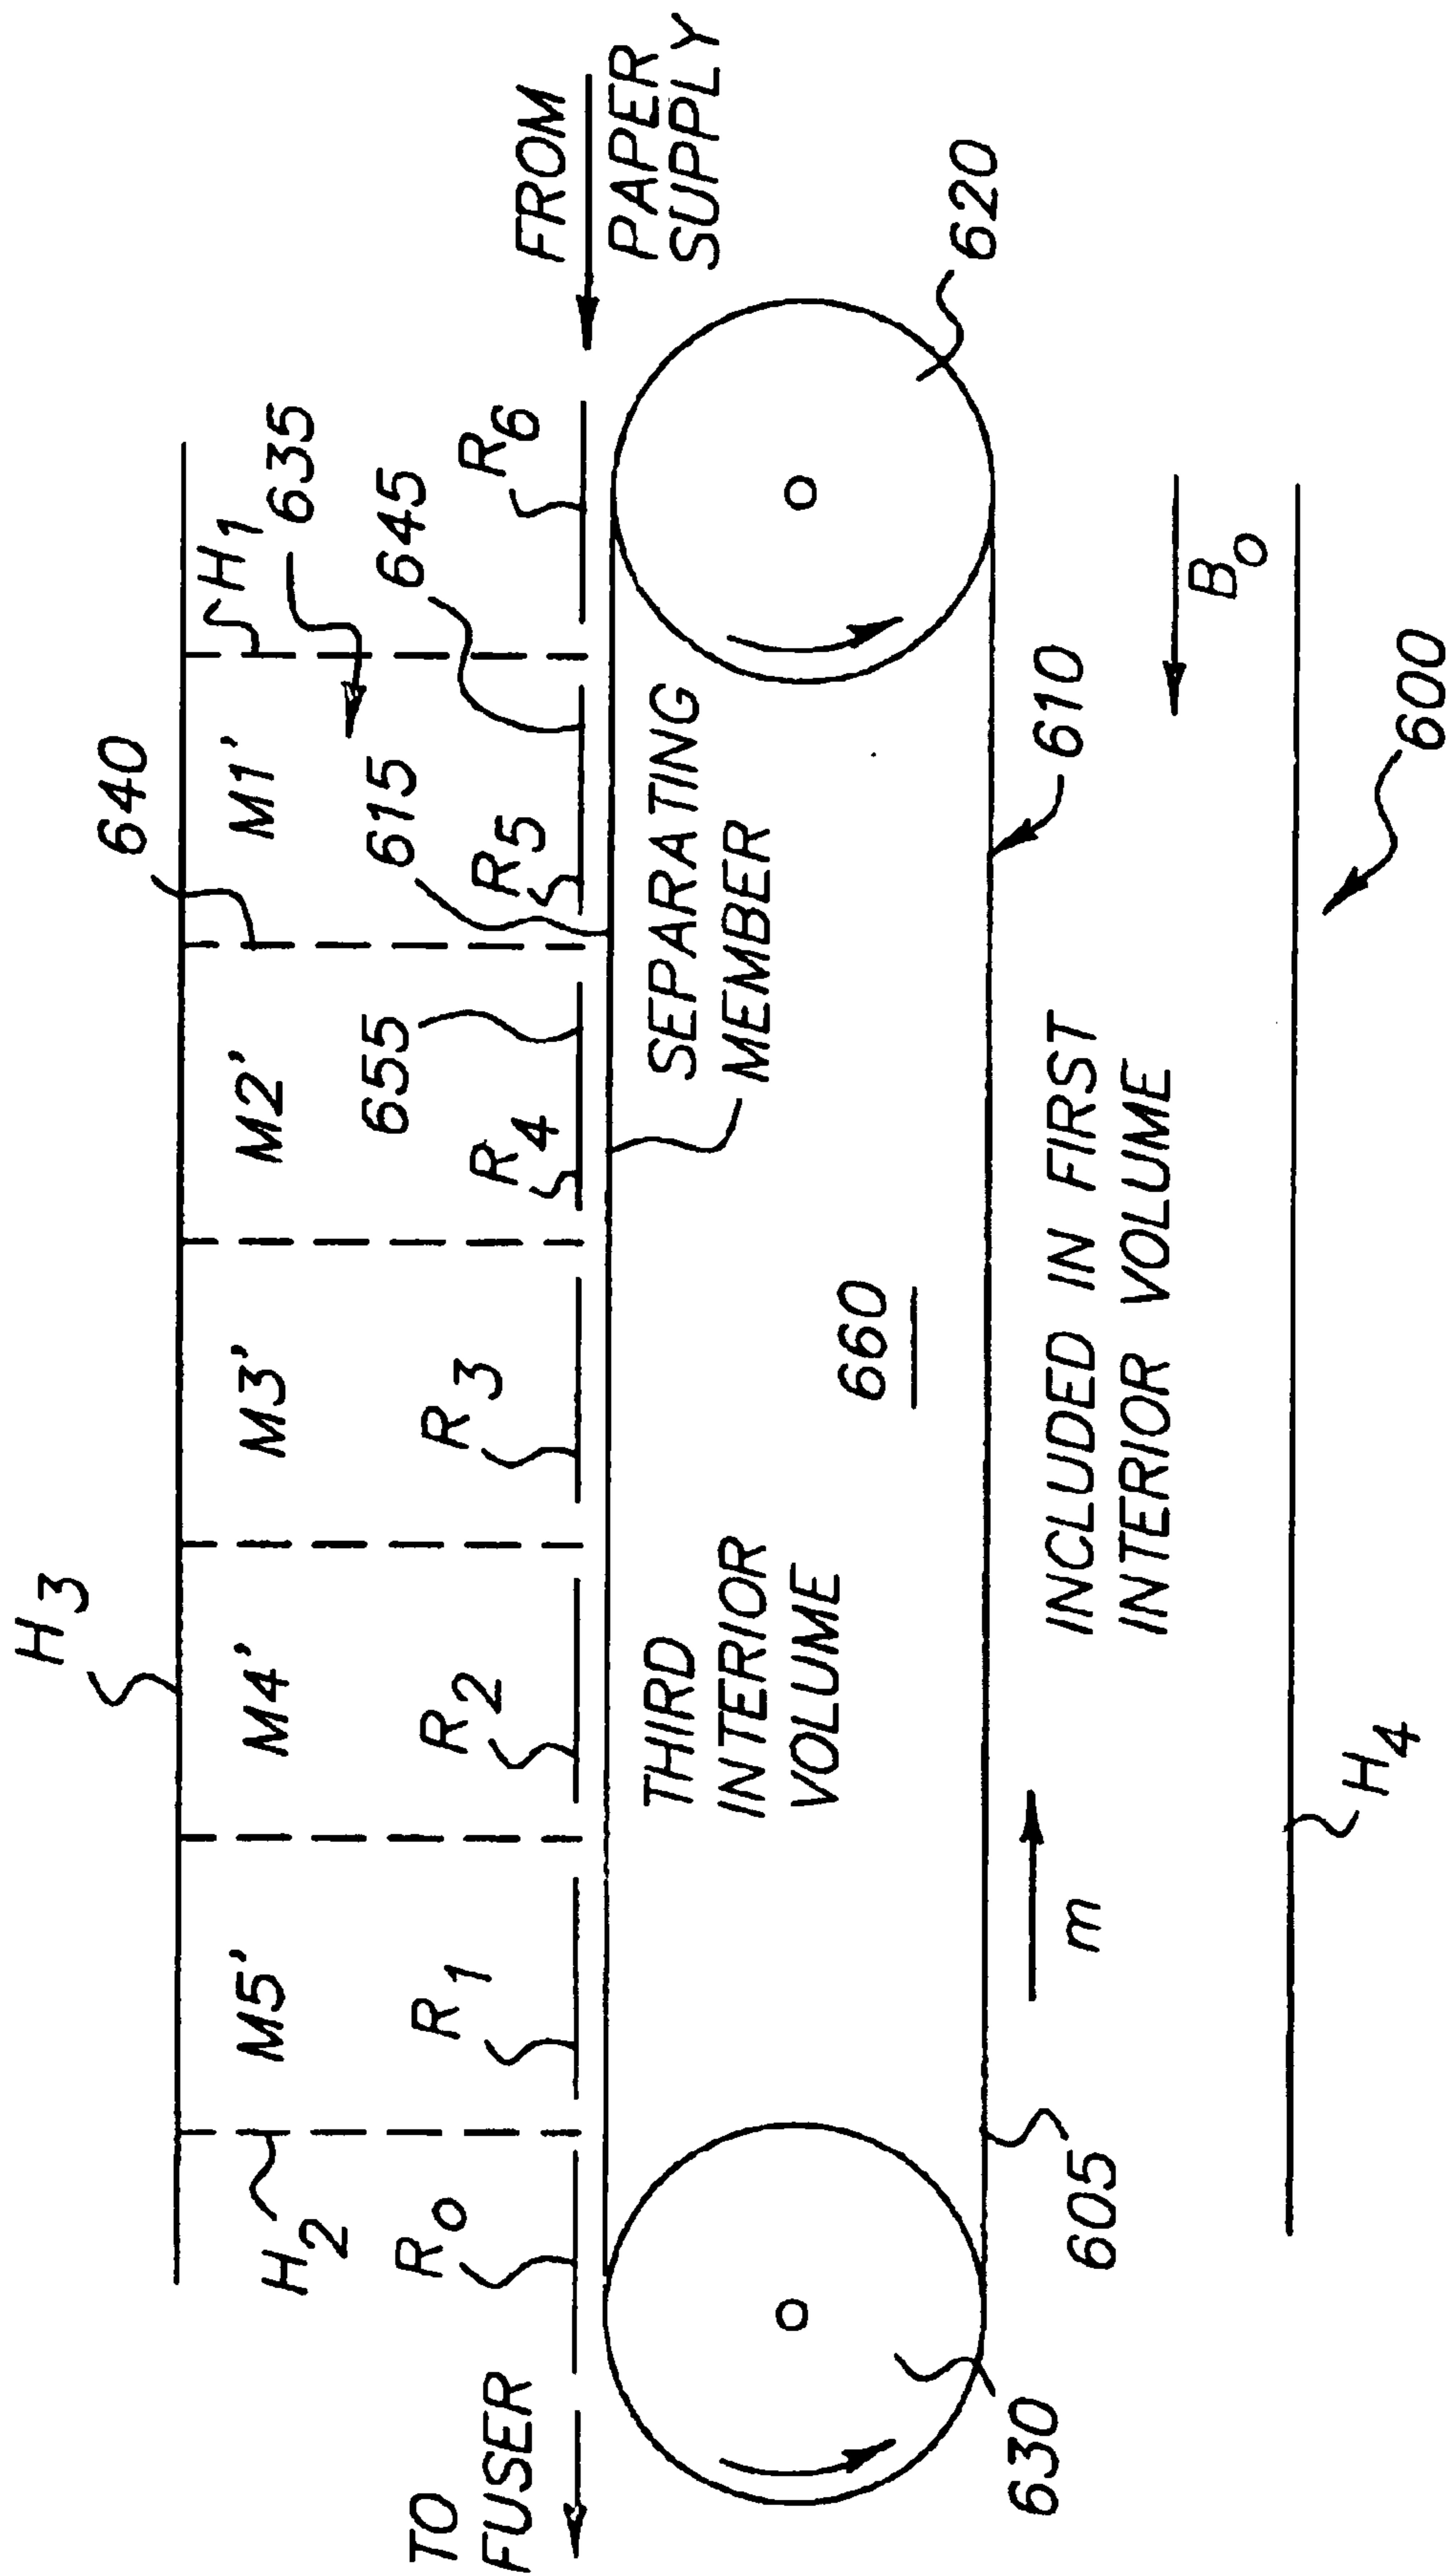 H3
640
H1
635
M5'
M4'
M3'
M2'
M1'
H2
645
615
655
R0
R1
R2
R3
R4
R5
R6
TO
FUSER
FROM
PAPER
SUPPLY
SEPARATING
MEMBER
THIRD
INTERIOR
VOLUME
660
620
630
605
m
610
INCLUDED IN FIRST
INTERIOR VOLUME
B0
H4
600